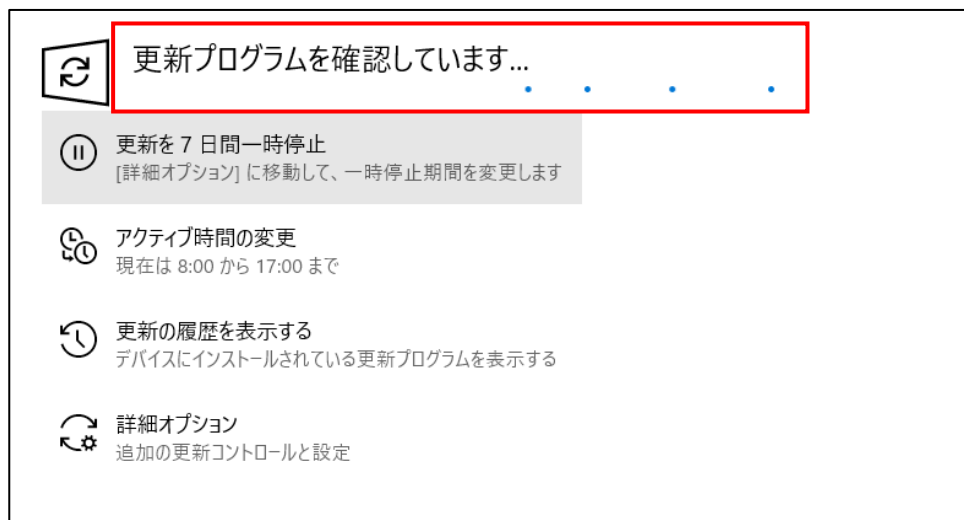 更新プログラムを確認しています...
更新を 7 日間一時停止
[詳細オプション] に移動して、一時停止期間を変更します
アクティブ時間の変更
現在は 8:00 から 17:00 まで
更新の履歴を表示する
デバイスにインストールされている更新プログラムを表示する
詳細オプション
追加の更新コントロールと設定